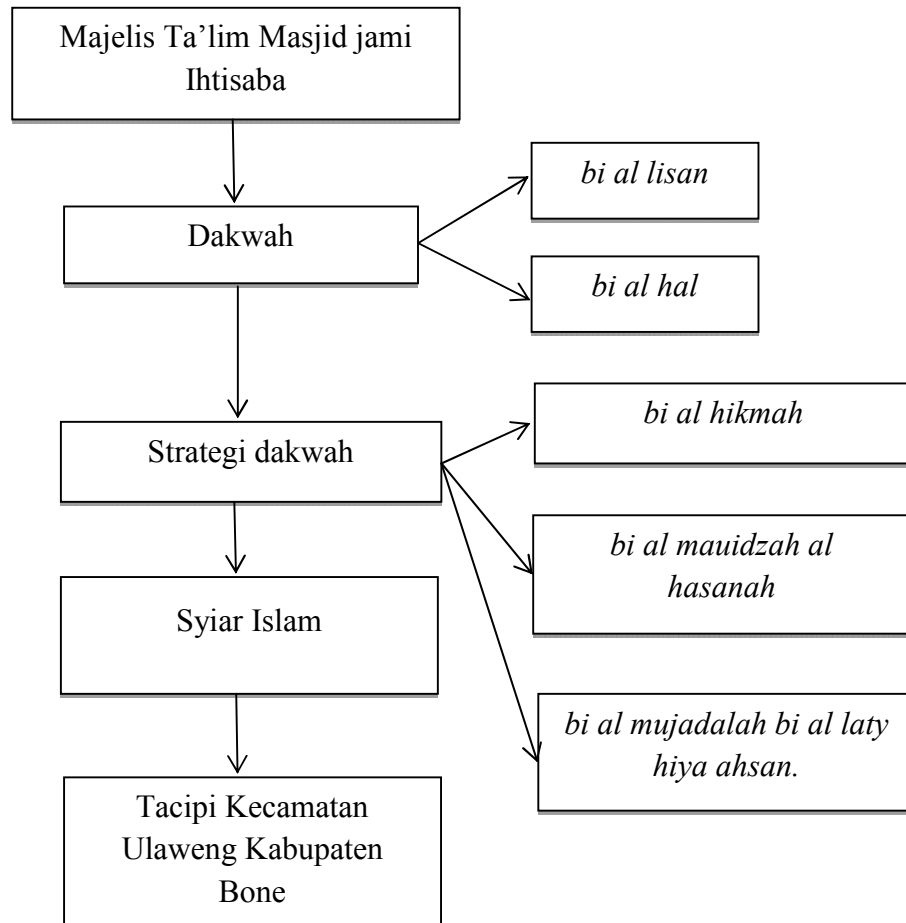 Majelis Ta’lim Masjid jami
Ihtisaba
bi al lisan
Dakwah
bi al hal
bi al hikmah
Strategi dakwah
bi al mauidzah al
hasanah
Syiar Islam
bi al mujadalah bi al laty
hiya ahsan.
Tacipi Kecamatan
Ulaweng Kabupaten
Bone